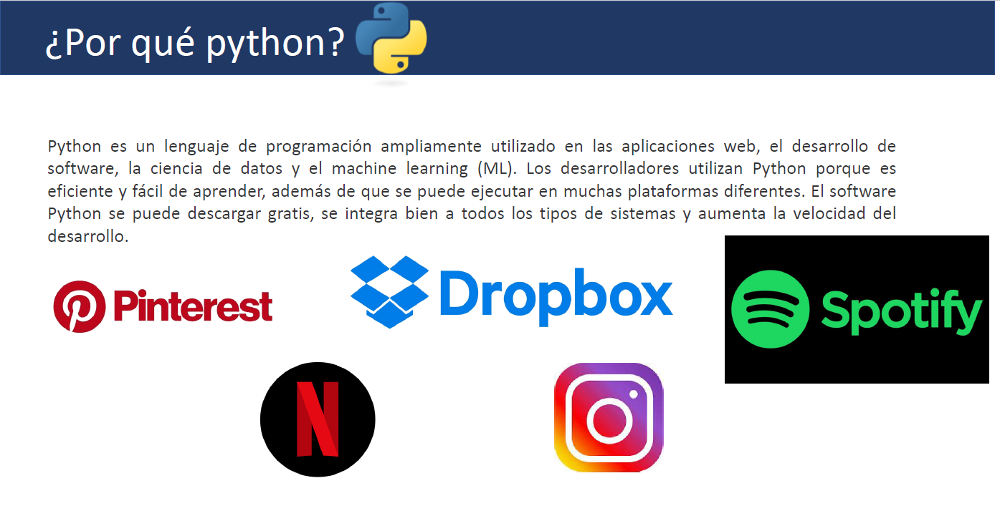 ¿Por qué python?
Python es un lenguaje de programación ampliamente utilizado en las aplicaciones web, el desarrollo de
software, la ciencia de datos y el machine learning (ML). Los desarrolladores utilizan Python porque es
eficiente y fácil de aprender, además de que se puede ejecutar en muchas plataformas diferentes. El software
Python se puede descargar gratis, se integra bien a todos los tipos de sistemas y aumenta la velocidad del
desarrollo.
Pinterest
Dropbox
Spotify
N